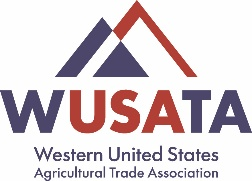 WUSATA
Western United States
Agricultural Trade Association